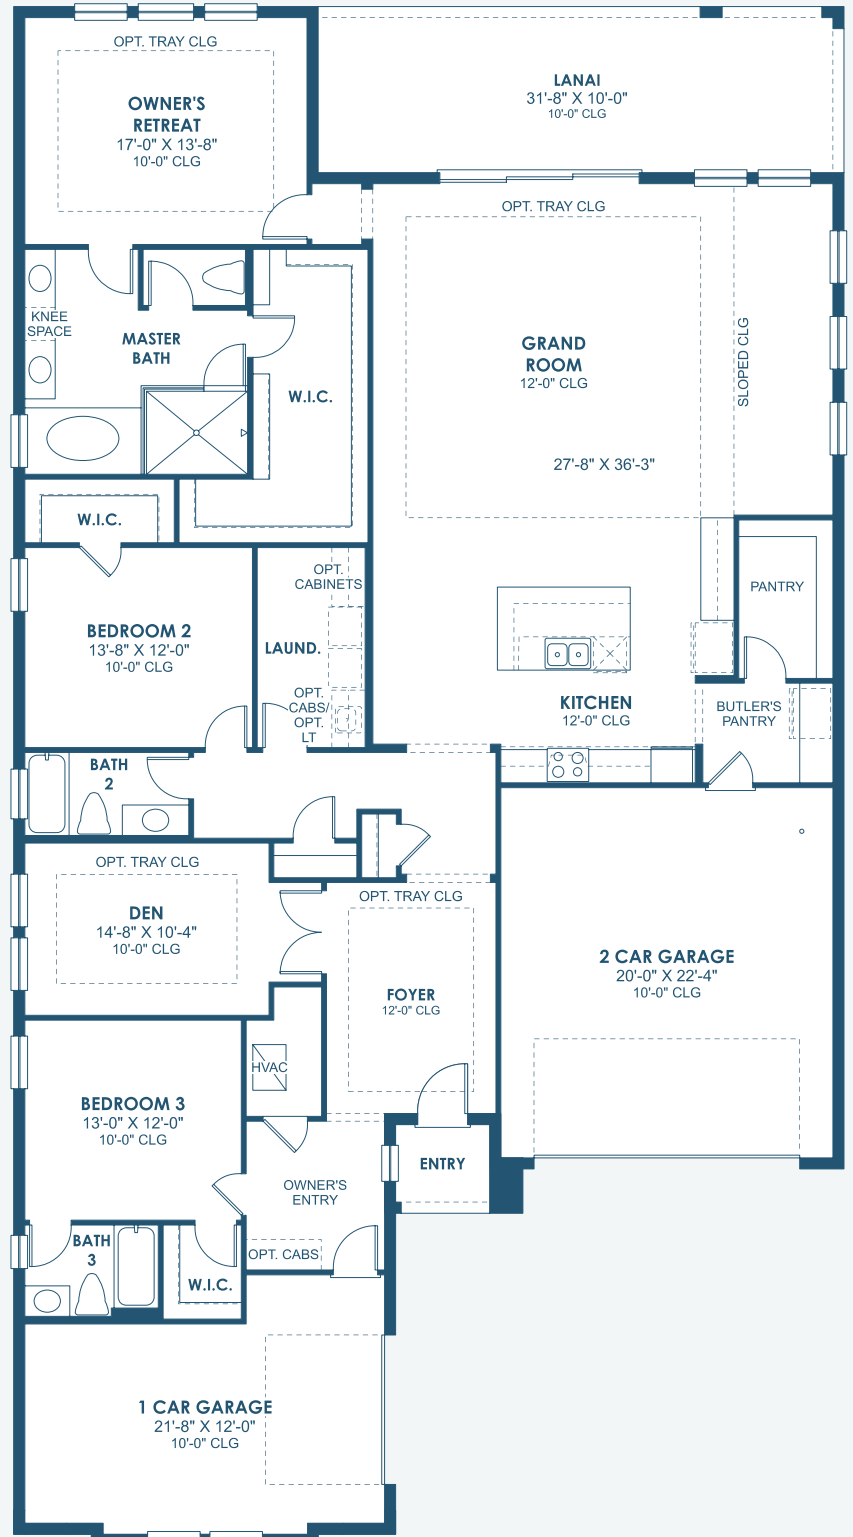 OPT. TRAY CLG
OWNER'S
RETREAT
17'-0" X 13'-8"
10'-0" CLG
LANAI
31'-8" X 10'-0"
10'-0" CLG
OPT. TRAY CLG
GRAND
ROOM
12'-0" CLG
27'-8" X 36'-3"
SLOPED CLG
KNEE
SPACE
MASTER
BATH
W.I.C.
W.I.C.
BEDROOM 2
13'-8" X 12'-0"
10'-0" CLG
OPT.
CABINETS
LAUND.
OPT.
CABS/
OPT.
LT
PANTRY
KITCHEN
12'-0" CLG
BUTLER'S
PANTRY
BATH
2
OPT. TRAY CLG
DEN
14'-8" X 10'-4"
10'-0" CLG
OPT. TRAY CLG
FOYER
12'-0" CLG
2 CAR GARAGE
20'-0" X 22'-4"
10'-0" CLG
HVAC
BEDROOM 3
13'-0" X 12'-0"
10'-0" CLG
ENTRY
OWNER'S
ENTRY
OPT. CABS
BATH
3
W.I.C.
1 CAR GARAGE
21'-8" X 12'-0"
10'-0" CLG